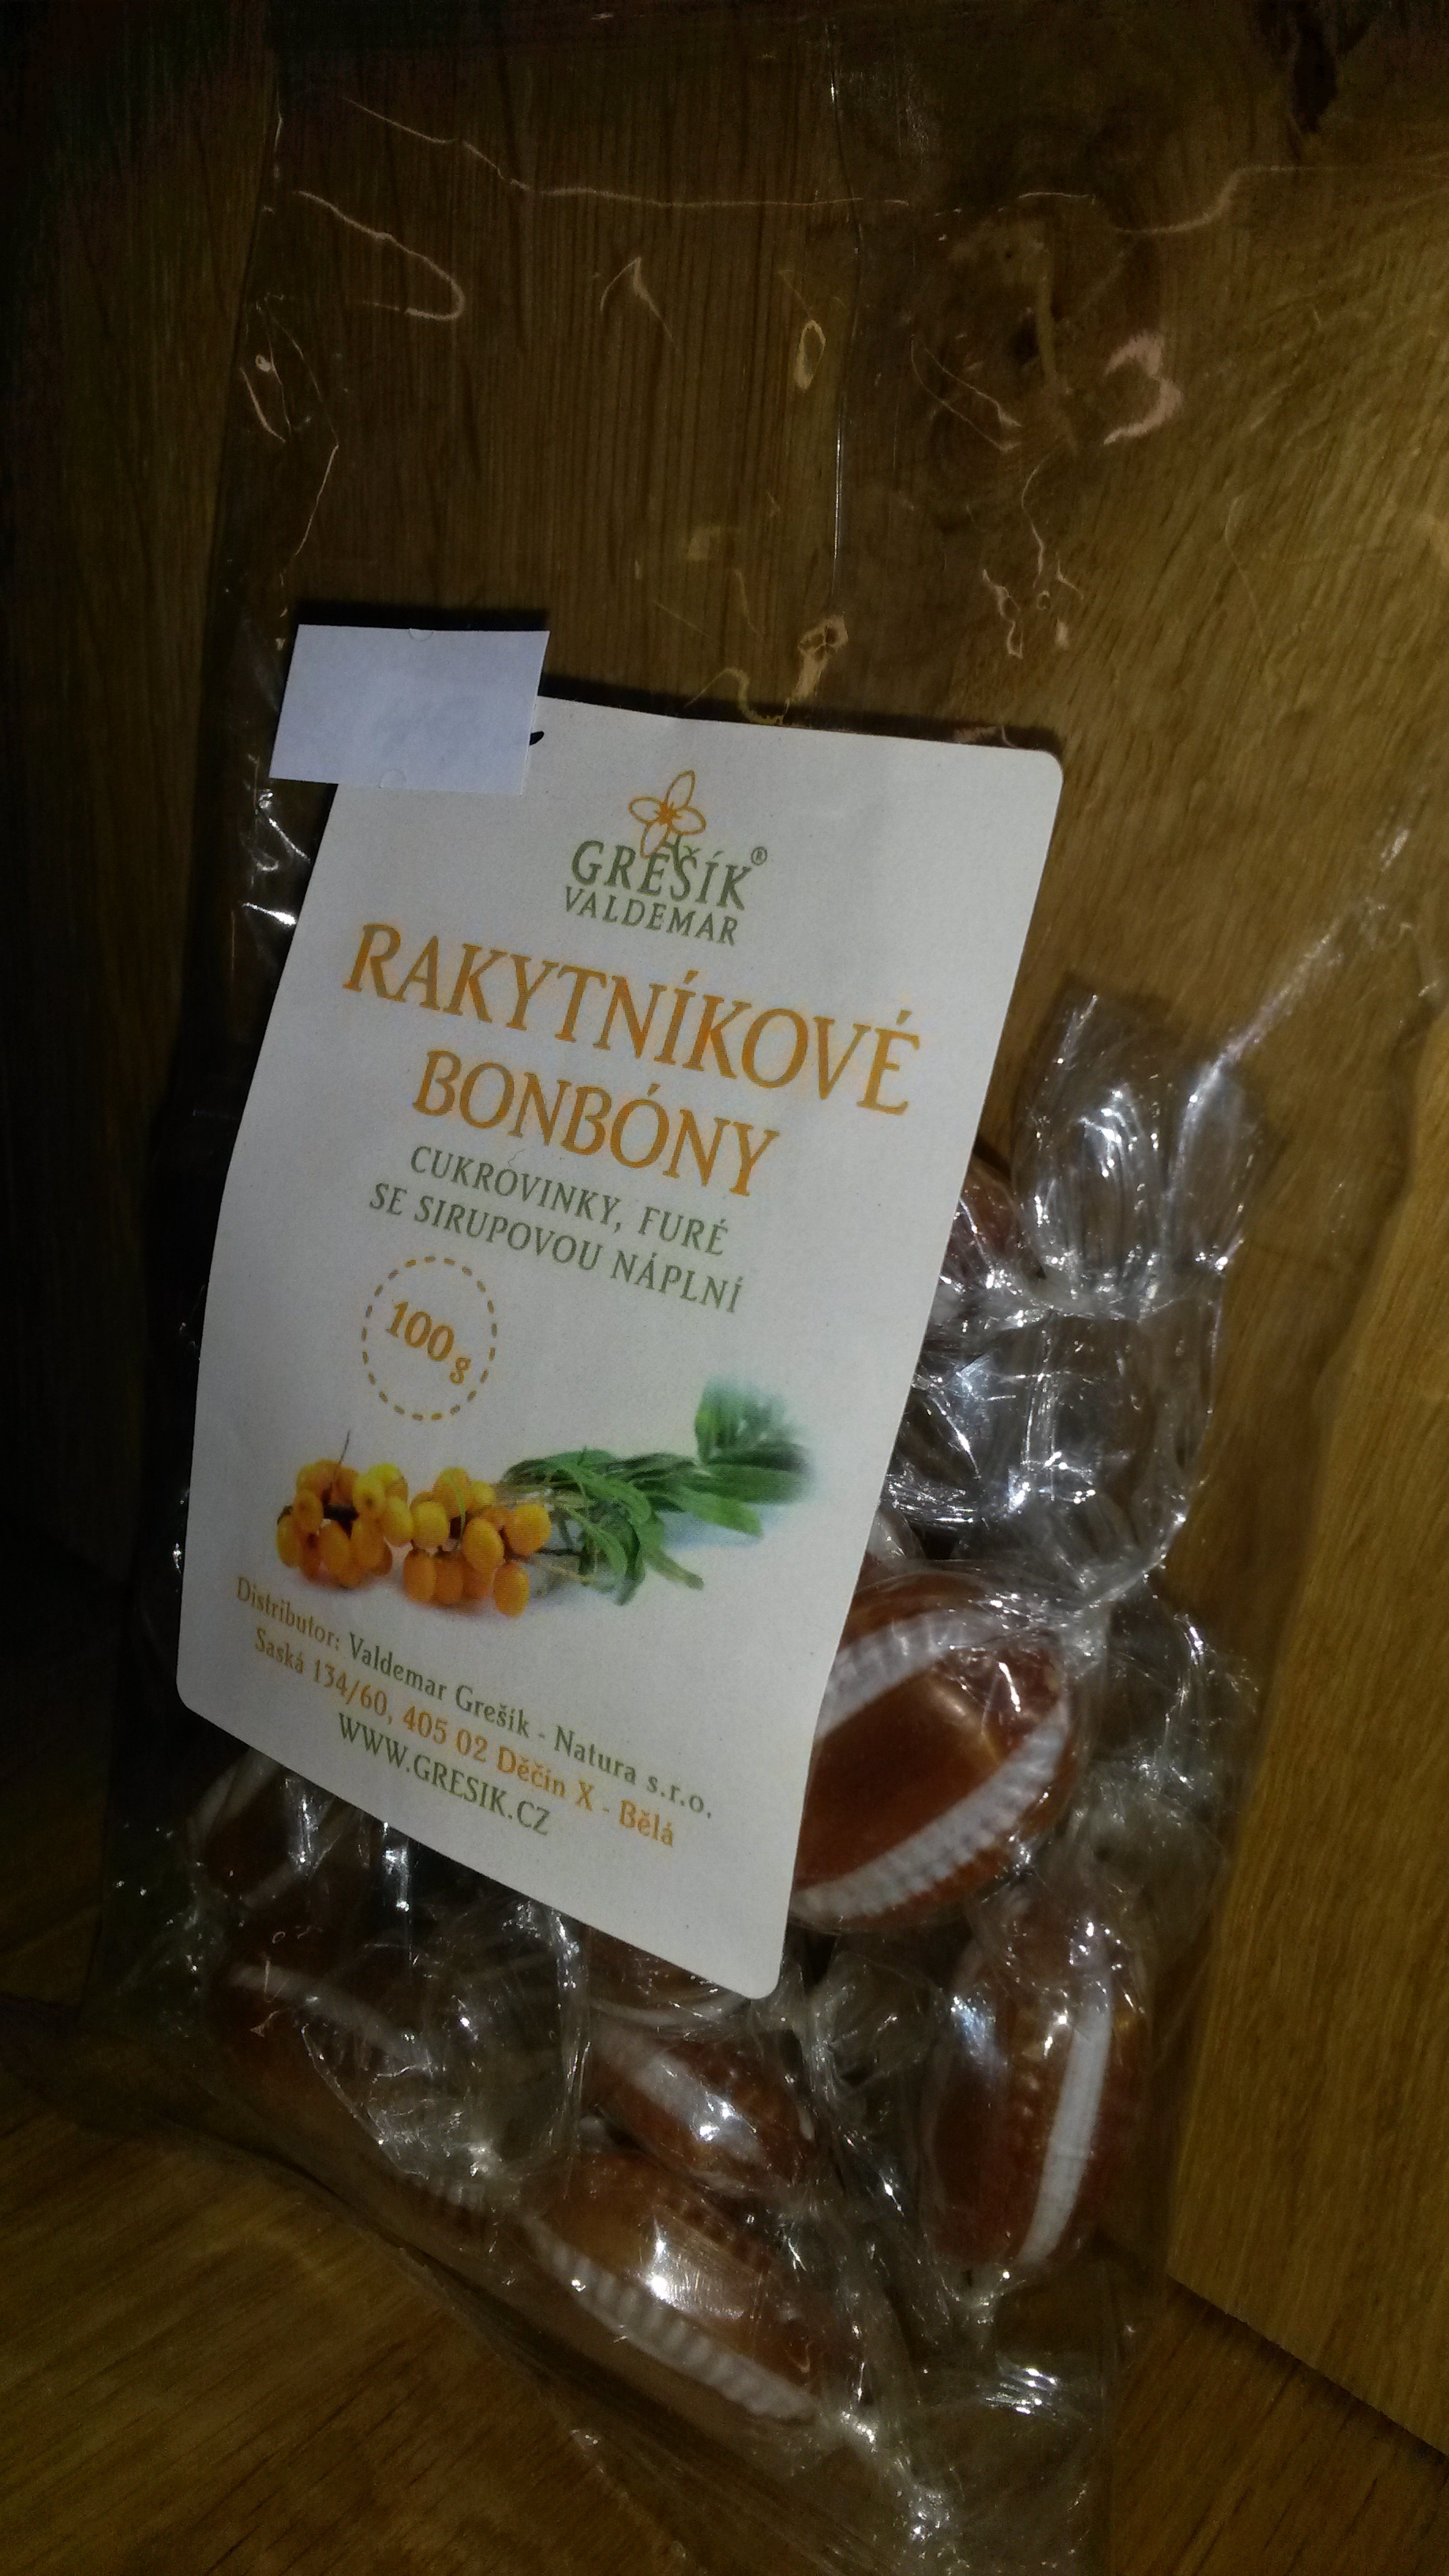 GREŠÍK®
VALDEMAR
RAKYTNÍKOVÉ
BONBÓNY
CUKROVINKY, FURÉ
SE SIRUPOVOU NÁPLNÍ
100g
Distributor: Valdemar Grešík - Natura s.r.o.
Saská 134/60, 405 02 Děčín X - Bělá
WWW.GRESIK.CZ